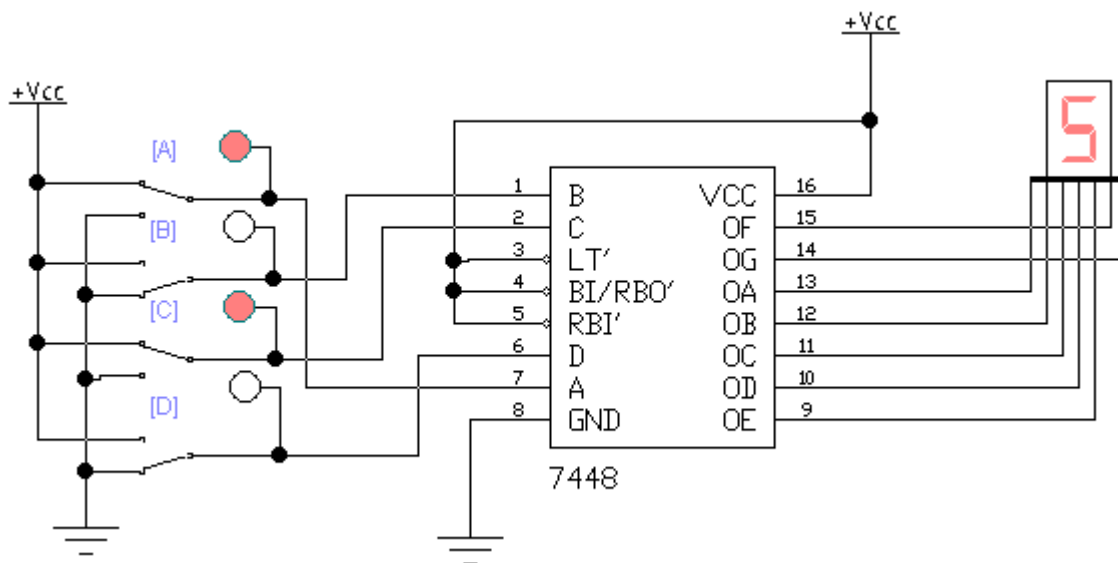 +Vcc
+Vcc
[A]
[B]
[C]
[D]
5
1 B VCC 16
2 C OF 15
3 LT' OG 14
4 BI/RBO' OA 13
5 RBI' OB 12
6 D OC 11
7 A OD 10
8 GND OE 9
7448